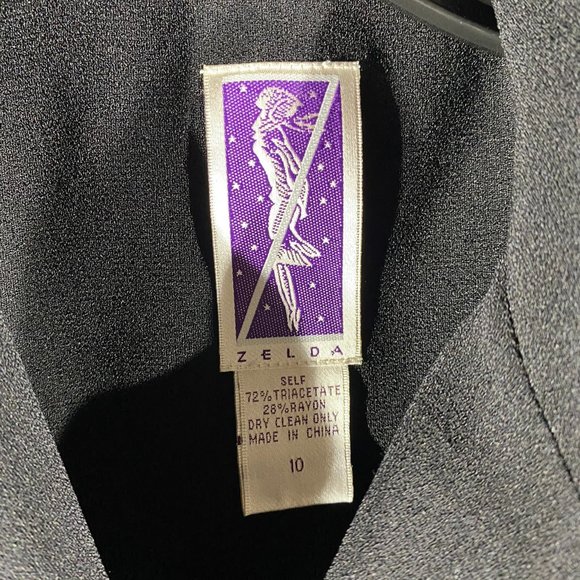 ZELDA
SELF
72% TRIACETATE
28% RAYON
DRY CLEAN ONLY
MADE IN CHINA
10